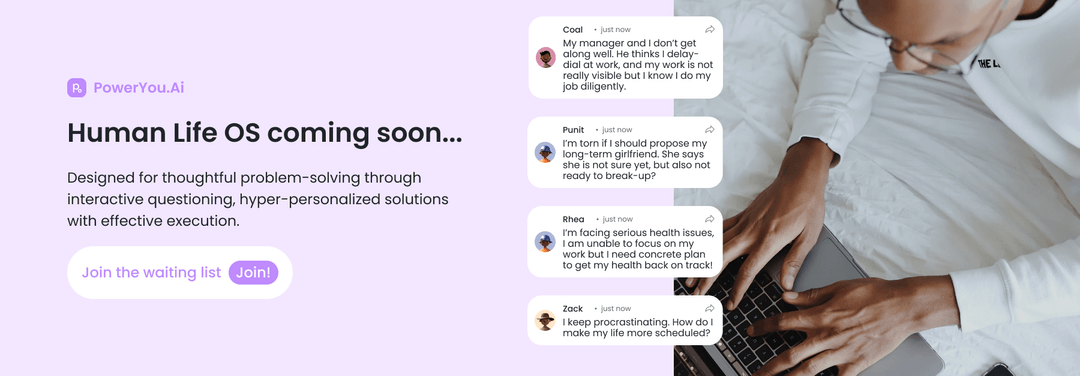 PowerYou.Ai
Human Life OS coming soon...
Designed for thoughtful problem-solving through
interactive questioning, hyper-personalized solutions
with effective execution.
Join the waiting list Join!
Coal • just now
My manager and I don't get
along well. He thinks I delay-
dial at work, and my work is not
really visible but I know I do my
job diligently.
Punit • just now
I'm torn if I should propose my
long-term girlfriend. She says
she is not sure yet, but also not
ready to break-up?
Rhea • just now
I'm facing serious health issues,
I am unable to focus on my
work but I need concrete plan
to get my health back on track!
Zack • just now
I keep procrastinating. How do I
make my life more scheduled?
THE